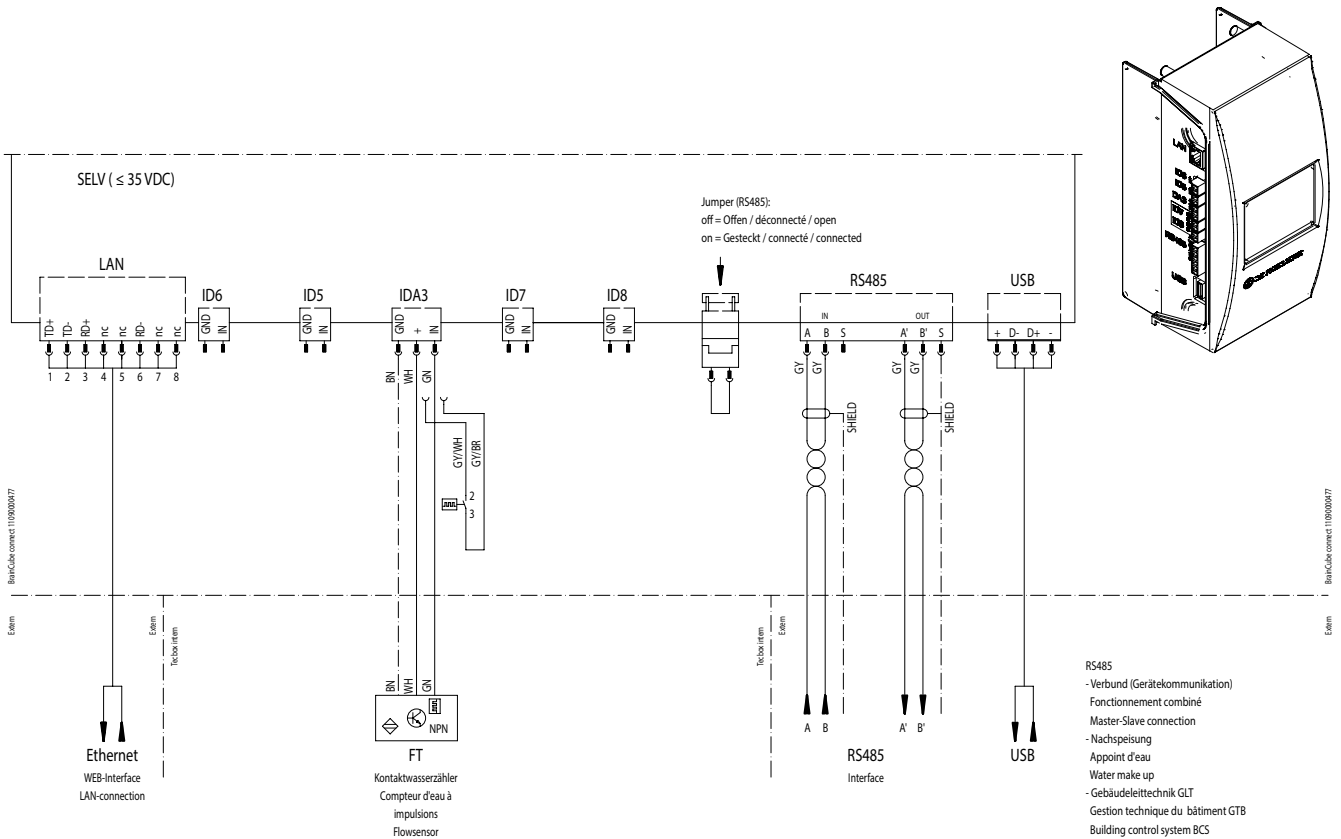 SELV ( ≤ 35 VDC)
Jumper (RS485):
off = Offen / déconnecté / open
on = Gesteckt / connecté / connected
LAN
ID6
ID5
IDA3
ID7
ID8
RS485
USB
TD+
TD-
RD+
nc
nc
RD-
nc
nc
GND
IN
GND
IN
GND
+
IN
GND
IN
GND
IN
IN
OUT
A B S A' B' S
+ D- D+ -
1 2 3 4 5 6 7 8
BN
WH
GN
GY
GY
GY
GY
SHIELD
SHIELD
GY/WH
GY/BR
2
3
BrainCube connect 11090000477
BrainCube connect 11090000477
Extern
Extern
Tecbox intern
Tecbox intern
Extern
Extern
BN
WH
GN
NPN
A B A' B'
Ethernet
WEB-Interface
LAN-connection
FT
Kontaktwasserzähler
Compteur d'eau à
impulsions
Flowsensor
RS485
Interface
USB
RS485
- Verbund (Gerätekommunikation)
Fonctionnement combiné
Master-Slave connection
- Nachspeisung
Appoint d'eau
Water make up
- Gebäudeleittechnik GLT
Gestion technique du bâtiment GTB
Building control system BCS
LAN
RS485
USB